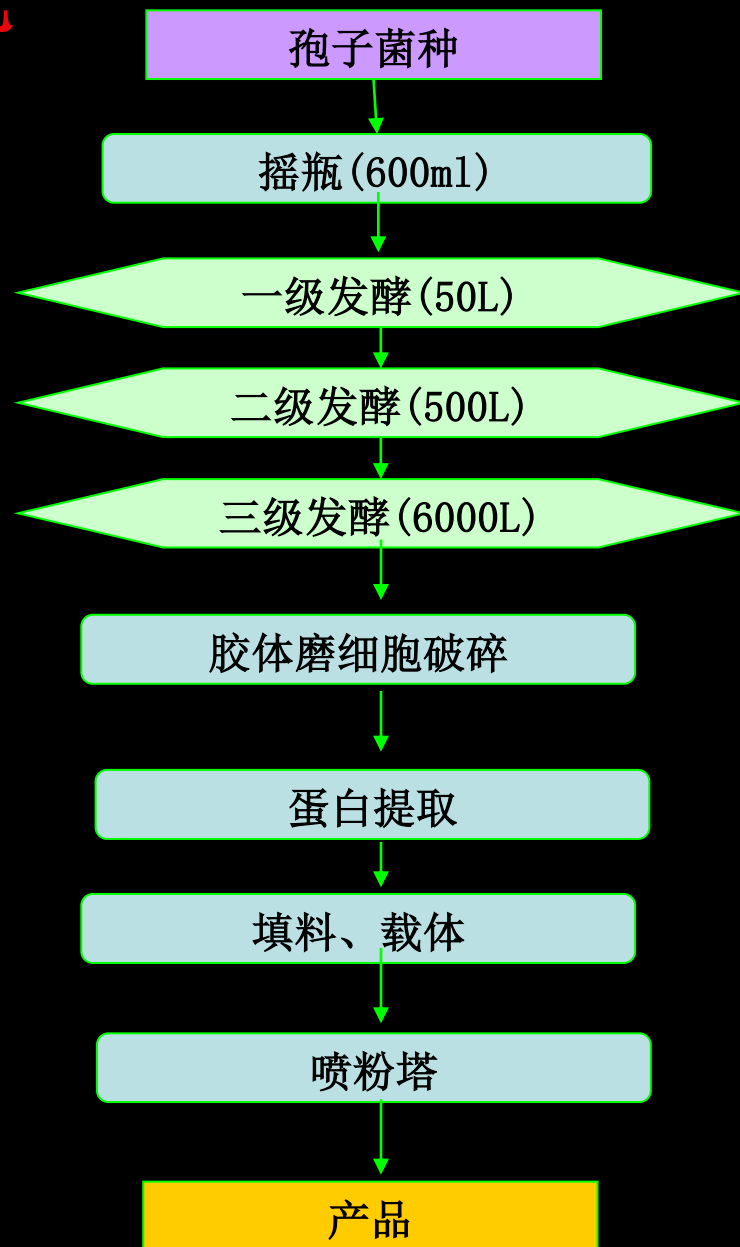 孢子菌种
摇瓶(600ml)
一级发酵(50L)
二级发酵(500L)
三级发酵(6000L)
胶体磨细胞破碎
蛋白提取
填料、载体
喷粉塔
产品